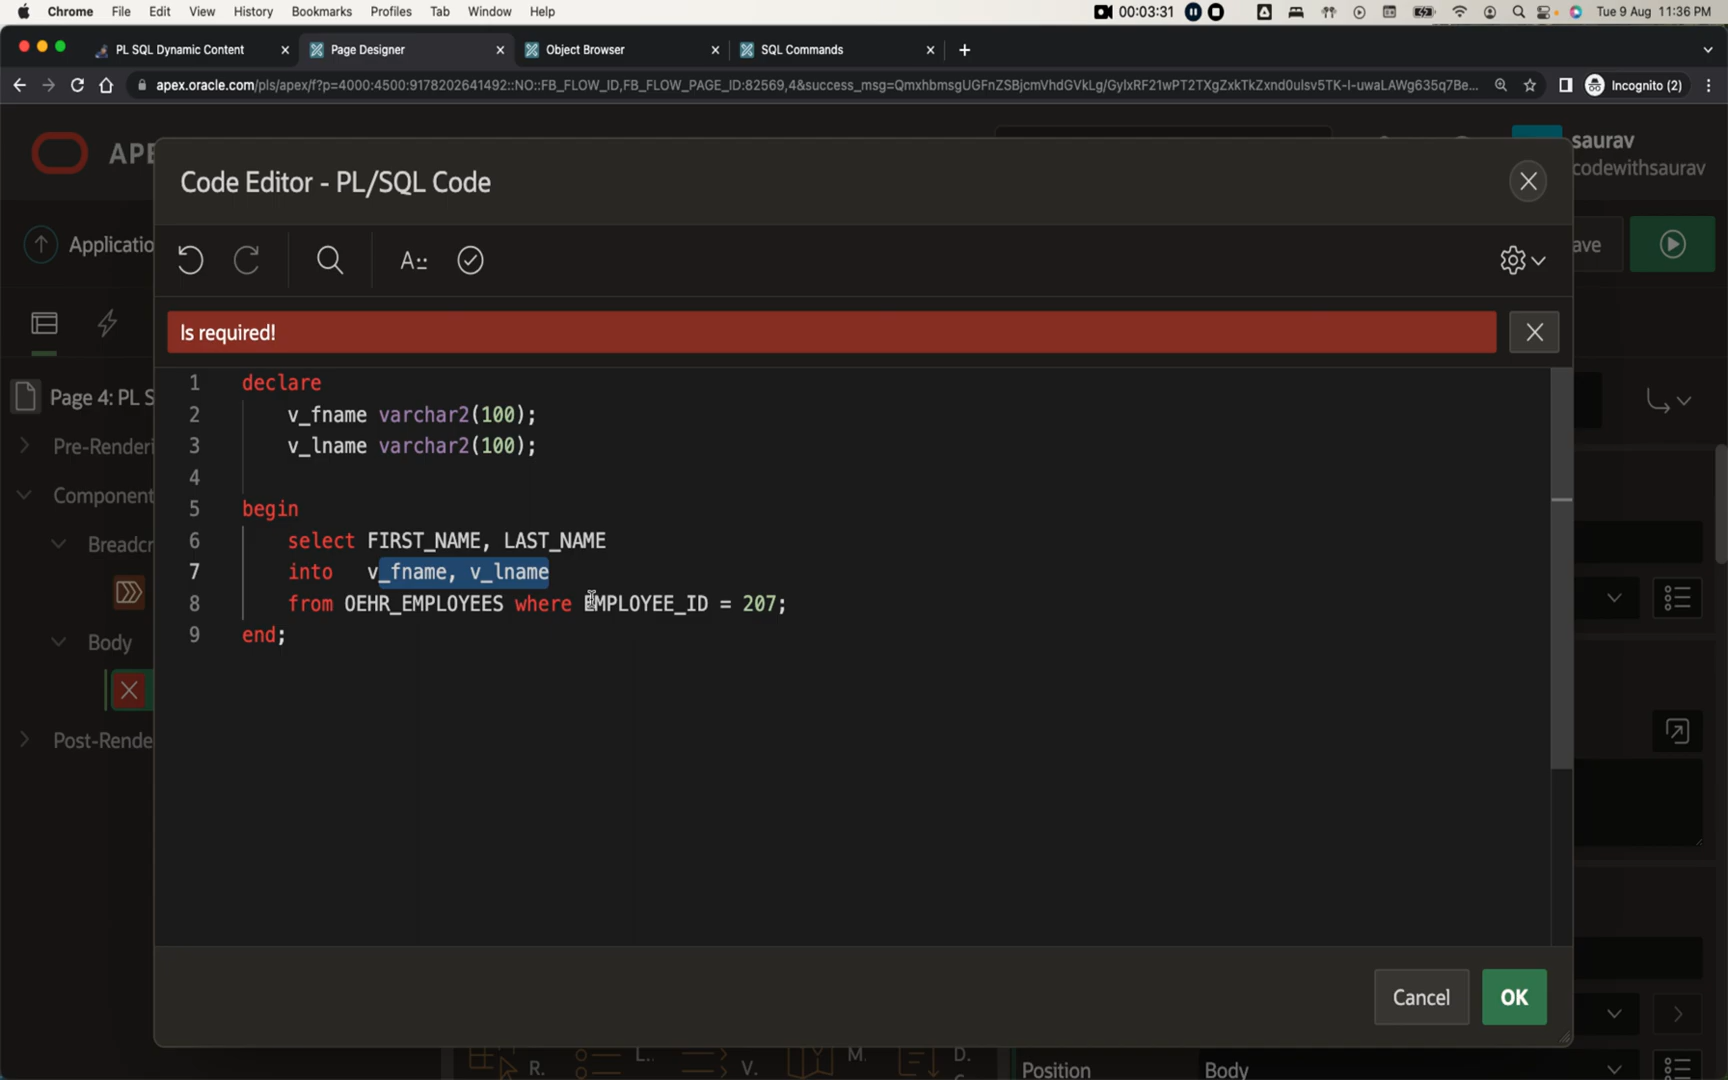 Chrome File Edit View History Bookmarks Profiles Tab Window Help 00:03:31 Tue 9 Aug 11:36 PM
PL SQL Dynamic Content Page Designer Object Browser SQL Commands
apex.oracle.com/pls/apex/f?p=4000:4500:9178202641492::NO::FB_FLOW_ID,FB_FLOW_PAGE_ID:82569,4&success_msg=QmxhbmsgUGFnZSBjcmVhdGVkLg/GylxRF21wPT2TXgZxkTkZxnd0ulsv5TK-I-uwaLAWg635q7Be... Incognito (2)
APE
saurav
codewithsaurav
Code Editor - PL/SQL Code
Applicatio
ave
A::
Is required!
Page 4: PL S
Pre-Renderi
Component
Breadcr
Body
Post-Rende
1 declare
2 v_fname varchar2(100);
3 v_lname varchar2(100);
4
5 begin
6 select FIRST_NAME, LAST_NAME
7 into v_fname, v_lname
8 from OEHR_EMPLOYEES where EMPLOYEE_ID = 207;
9 end;
Cancel OK
R. L. V. M. D.
Position Body